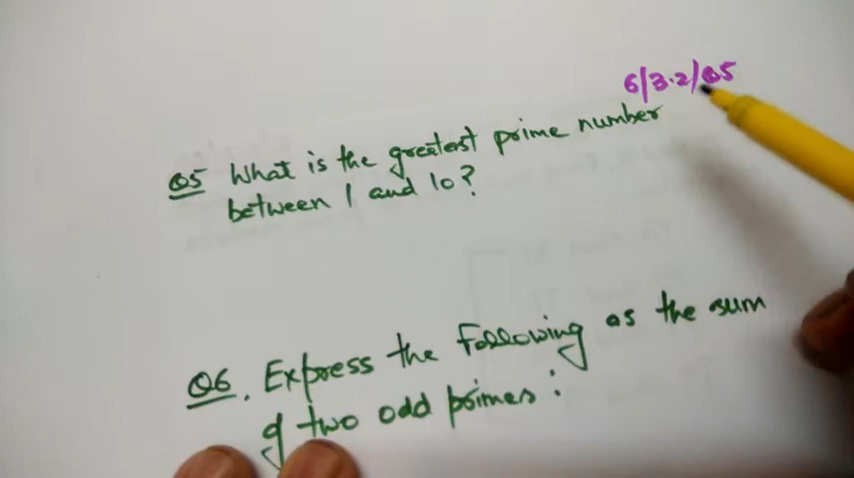 6/3.2/Q5
Q5 What is the greatest prime number
between 1 and 10?
Q6. Express the following as the sum
of two odd primes: